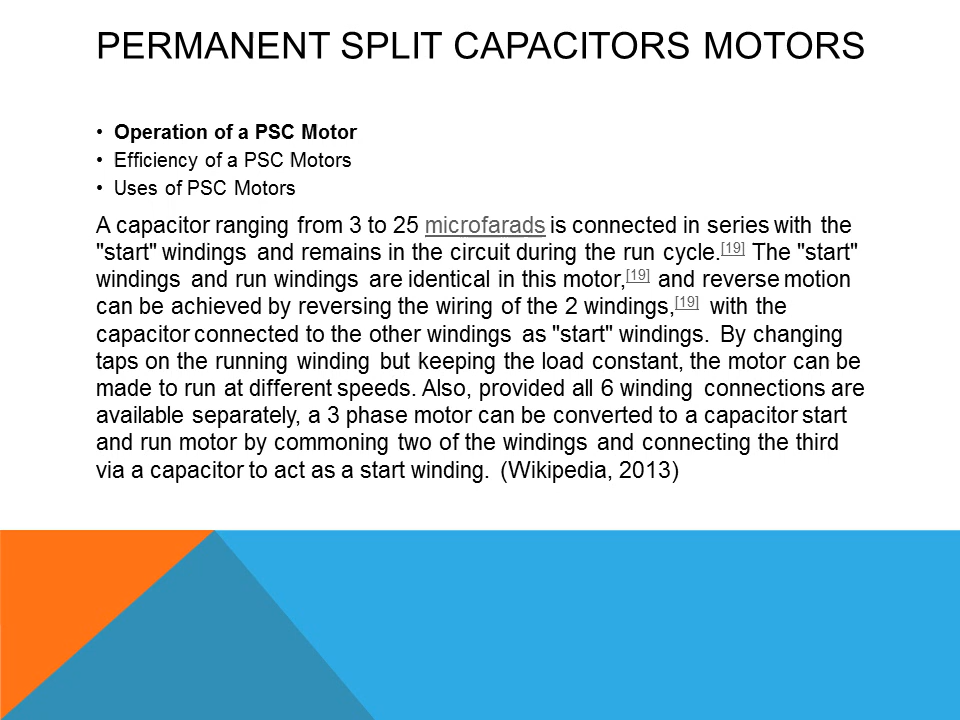 PERMANENT SPLIT CAPACITORS MOTORS
• Operation of a PSC Motor
• Efficiency of a PSC Motors
• Uses of PSC Motors
A capacitor ranging from 3 to 25 microfarads is connected in series with the
"start" windings and remains in the circuit during the run cycle.[19] The "start"
windings and run windings are identical in this motor,[19] and reverse motion
can be achieved by reversing the wiring of the 2 windings,[19] with the
capacitor connected to the other windings as "start" windings. By changing
taps on the running winding but keeping the load constant, the motor can be
made to run at different speeds. Also, provided all 6 winding connections are
available separately, a 3 phase motor can be converted to a capacitor start
and run motor by commoning two of the windings and connecting the third
via a capacitor to act as a start winding. (Wikipedia, 2013)